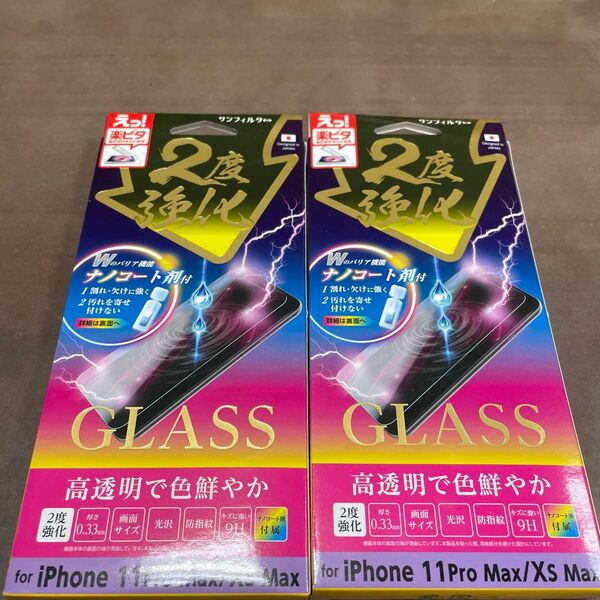 えっ!
楽ピタ
サンフィルター
Designed in
JAPAN
2度
強化
Wのバリア機能
ナノコート剤付
1 割れ・欠けに強く
2 汚れを寄せ
付けない
詳細は裏面へ
GLASS
高透明で色鮮やか
2度
強化
厚さ
0.33mm
画面
サイズ
光沢
防指紋
キズに強い
9H
ナノコート剤
付属
for iPhone 11 Pro Max/XS Max
えっ!
楽ピタ
サンフィルター
Designed in
JAPAN
2度
強化
Wのバリア機能
ナノコート剤付
1 割れ・欠けに強く
2 汚れを寄せ
付けない
詳細は裏面へ
GLASS
高透明で色鮮やか
2度
強化
厚さ
0.33mm
画面
サイズ
光沢
防指紋
キズに強い
9H
ナノコート剤
付属
for iPhone 11 Pro Max/XS Max